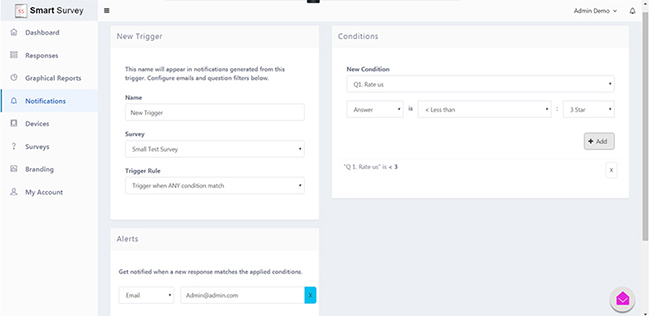 55 Smart Survey
Admin Demo
Dashboard
Responses
Graphical Reports
Notifications
Devices
Surveys
Branding
My Account
New Trigger
This name will appear in notifications generated from this
trigger. Configure emails and question filters below.
Name
New Trigger
Survey
Small Test Survey
Trigger Rule
Trigger when ANY condition match
Alerts
Get notified when a new response matches the applied conditions.
Email Admin@admin.com X
Conditions
New Condition
Q1. Rate us
Answer is < Less than : 3 Star
+ Add
"Q 1. Rate us" is < 3 X